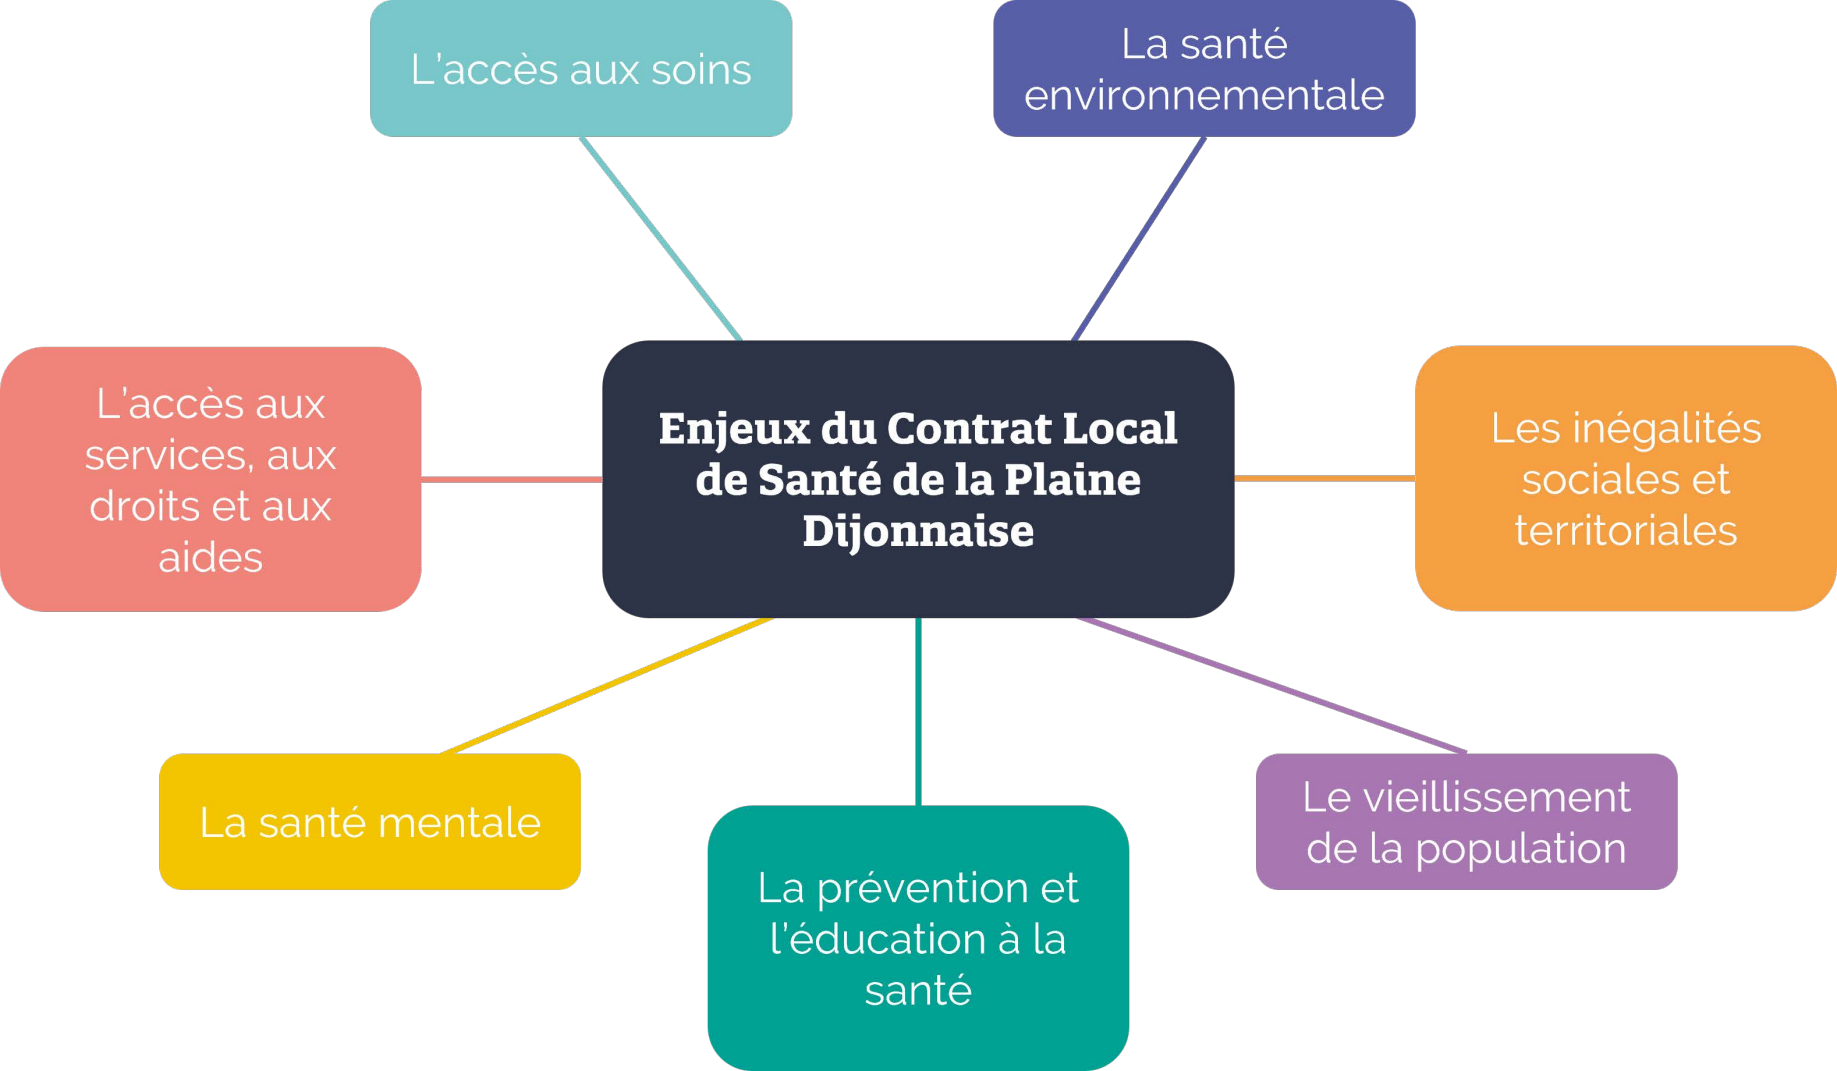 L'accès aux soins
La santé
environnementale
L'accès aux
services, aux
droits et aux
aides
Enjeux du Contrat Local
de Santé de la Plaine
Dijonnaise
Les inégalités
sociales et
territoriales
La santé mentale
La prévention et
l'éducation à la
santé
Le vieillissement
de la population